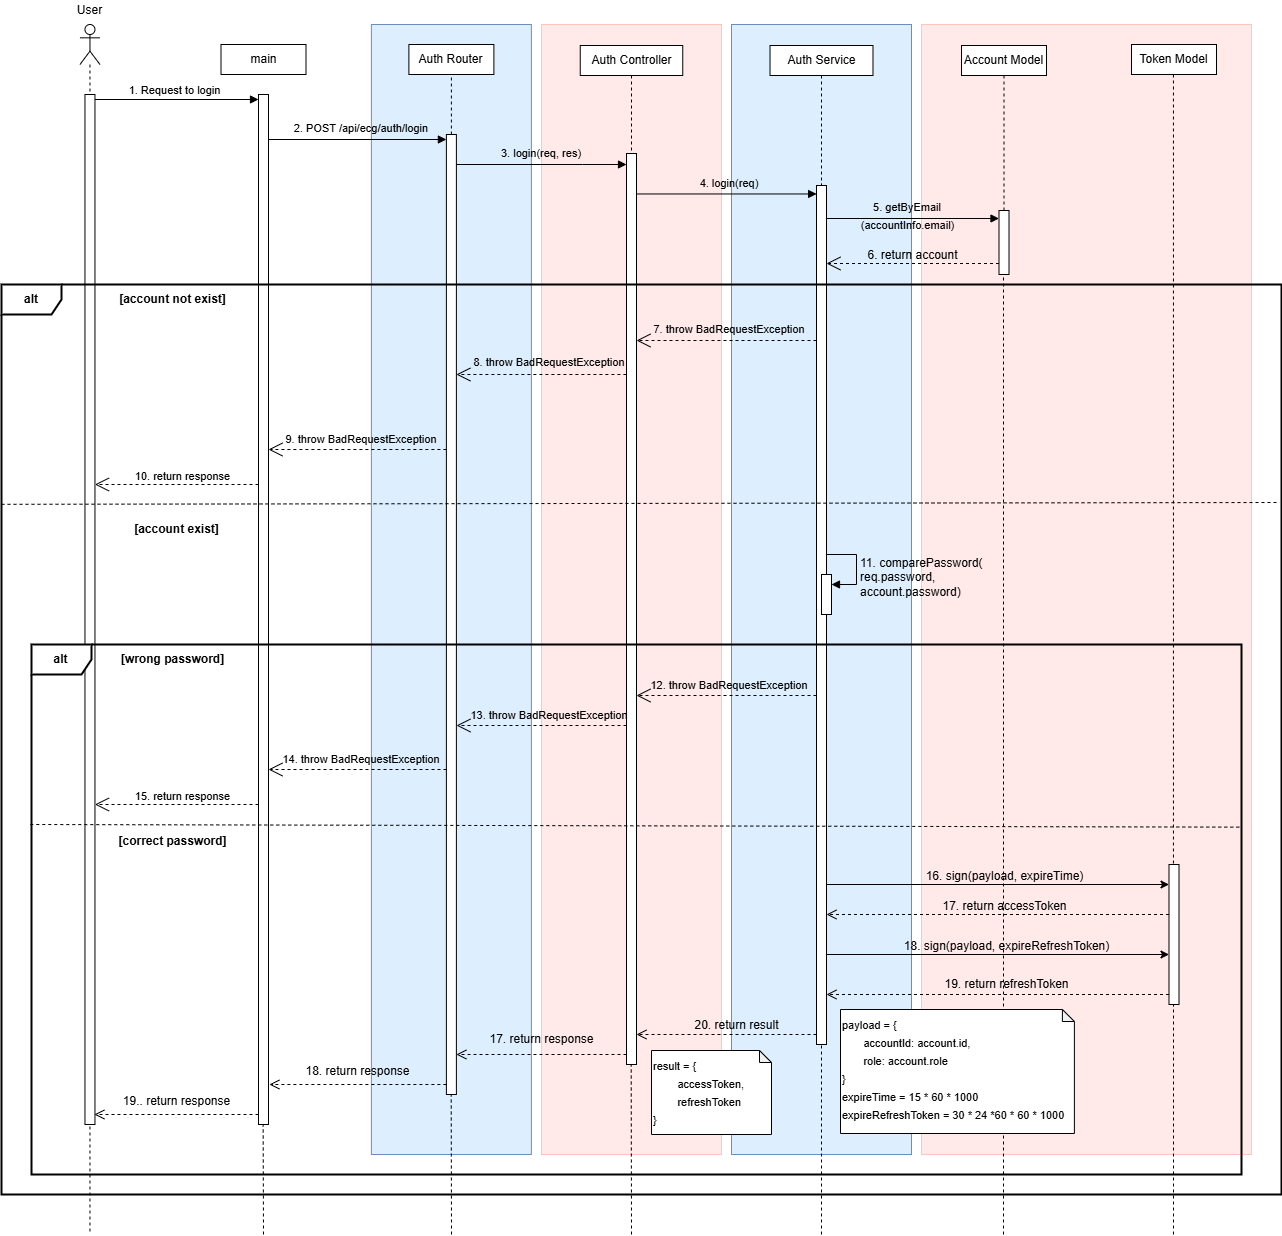 User
main
Auth Router
Auth Controller
Auth Service
Account Model
Token Model
1. Request to login
2. POST /api/ecg/auth/login
3. login(req, res)
4. login(req)
5. getByEmail
(accountInfo.email)
6. return account
alt
[account not exist]
7. throw BadRequestException
8. throw BadRequestException
9. throw BadRequestException
10. return response
[account exist]
11. comparePassword(
req.password,
account.password)
alt
[wrong password]
12. throw BadRequestException
13. throw BadRequestException
14. throw BadRequestException
15. return response
[correct password]
16. sign(payload, expireTime)
17. return accessToken
18. sign(payload, expireRefreshToken)
19. return refreshToken
20. return result
17. return response
18. return response
19.. return response
result = {
accessToken,
refreshToken
}
payload = {
accountId: account.id,
role: account.role
}
expireTime = 15 * 60 * 1000
expireRefreshToken = 30 * 24 *60 * 60 * 1000